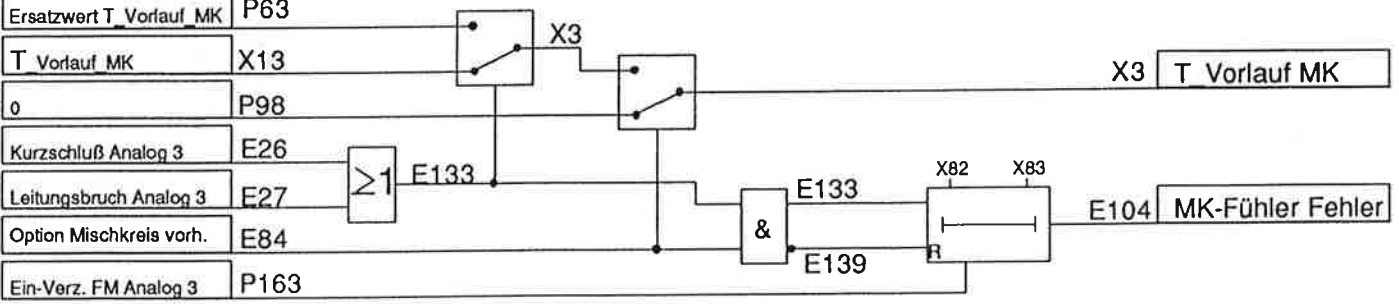 Ersatzwert T_Vorlauf_MK P63
T_Vorlauf_MK X13
X3
X3 T_Vorlauf MK
0 P98
Kurzschluß Analog 3 E26
≥1 E133
Leitungsbruch Analog 3 E27
E133
X82 X83
E104 MK-Fühler Fehler
Option Mischkreis vorh. E84
&
R
E139
Ein-Verz. FM Analog 3 P163